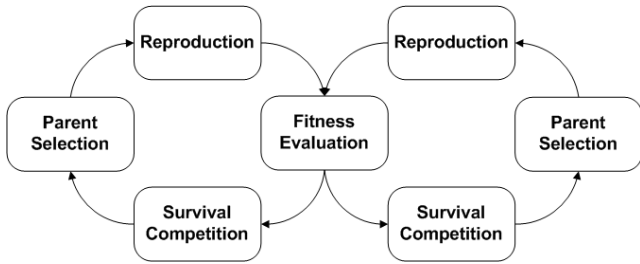 Reproduction
Reproduction
Parent
Selection
Fitness
Evaluation
Parent
Selection
Survival
Competition
Survival
Competition